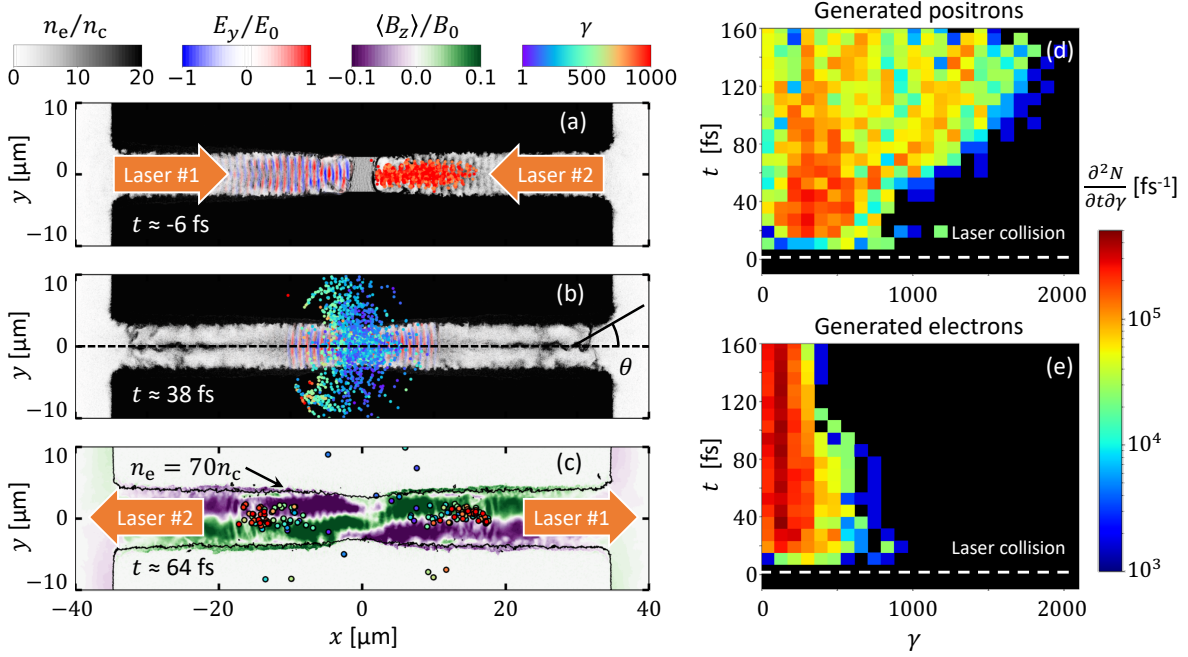 n_e/n_c
E_y/E_0
⟨B_z⟩/B_0
γ
0 10 20
−1 0 1
−0.1 0 0.1
1 500 1000
10
0
−10
y [μm]
(a)
Laser #1
Laser #2
t ≈ -6 fs
10
0
−10
y [μm]
(b)
θ
t ≈ 38 fs
10
0
−10
y [μm]
(c)
n_e = 70n_c
Laser #2
Laser #1
t ≈ 64 fs
−40 −20 0 20 40
x [μm]
Generated positrons
(d)
160
120
80
40
0
t [fs]
Laser collision
0 1000 2000
Generated electrons
(e)
160
120
80
40
0
t [fs]
Laser collision
0 1000 2000
γ
∂²N/∂t∂γ [fs⁻¹]
10⁵
10⁴
10³